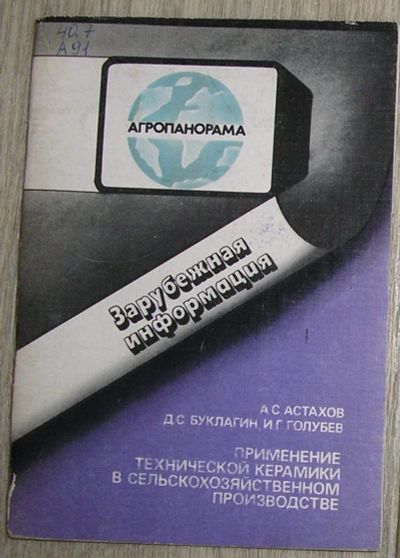 40.7
А91
АГРОПАНОРАМА
Зарубежная
информация
А С АСТАХОВ
Д.С. БУКЛАГИН, И.Г ГОЛУБЕВ
ПРИМЕНЕНИЕ
ТЕХНИЧЕСКОЙ КЕРАМИКИ
В СЕЛЬСКОХОЗЯЙСТВЕННОМ
ПРОИЗВОДСТВЕ